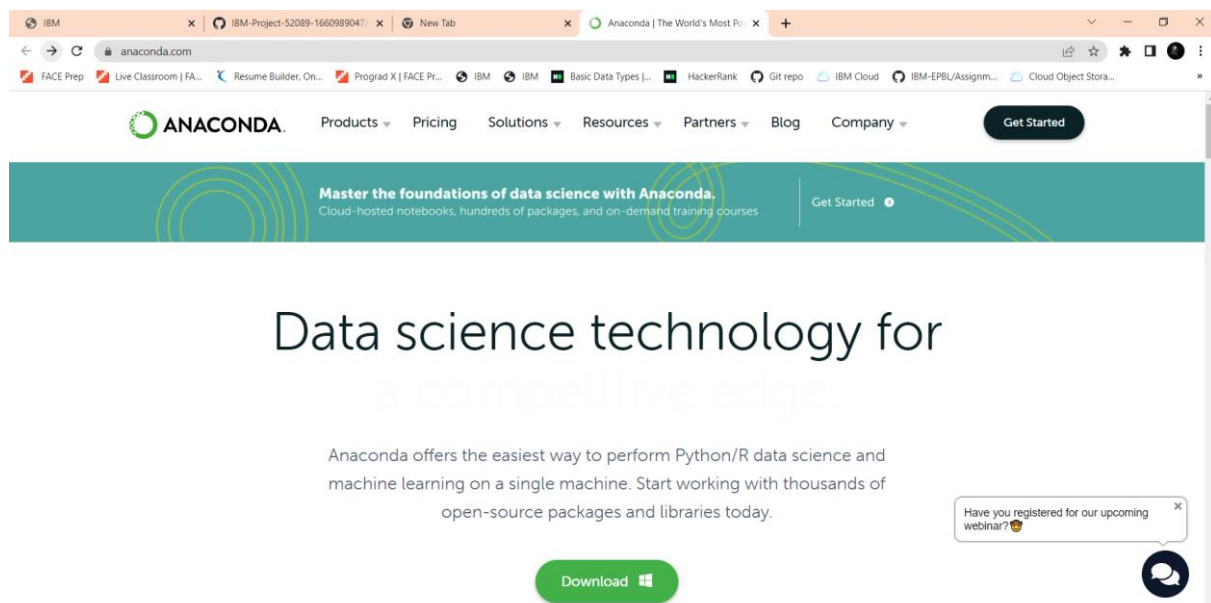 IBM
IBM-Project-52089-1660989047/
New Tab
Anaconda | The World's Most Po
anaconda.com
FACE Prep
Live Classroom | FA...
Resume Builder, On...
Prograd X | FACE Pr...
IBM
IBM
Basic Data Types |...
HackerRank
Git repo
IBM Cloud
IBM-EPBL/Assignm...
Cloud Object Stora...
»
ANACONDA.
Products
Pricing
Solutions
Resources
Partners
Blog
Company
Get Started
Master the foundations of data science with Anaconda.
Cloud-hosted notebooks, hundreds of packages, and on-demand training courses
Get Started
Data science technology for
a competitive edge.
Anaconda offers the easiest way to perform Python/R data science and
machine learning on a single machine. Start working with thousands of
open-source packages and libraries today.
Have you registered for our upcoming
webinar?🤠
Download